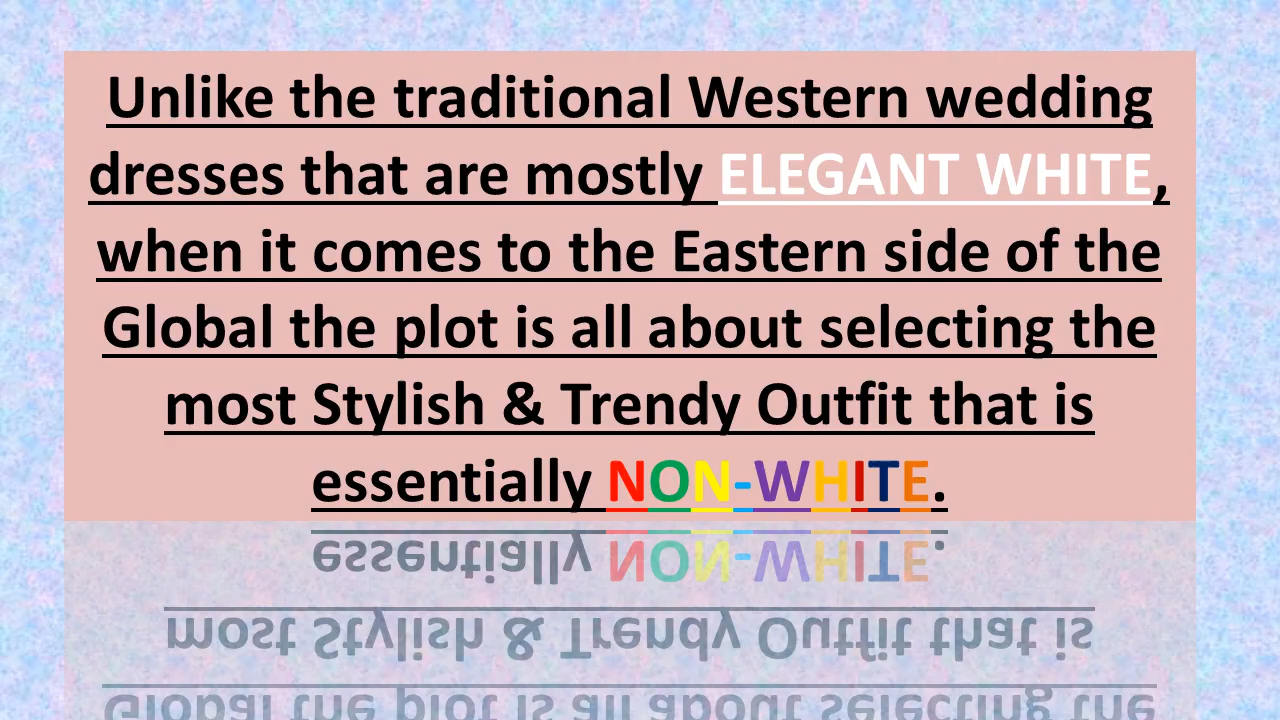 Unlike the traditional Western wedding
dresses that are mostly ELEGANT WHITE,
when it comes to the Eastern side of the
Global the plot is all about selecting the
most Stylish & Trendy Outfit that is
essentially NON-WHITE.